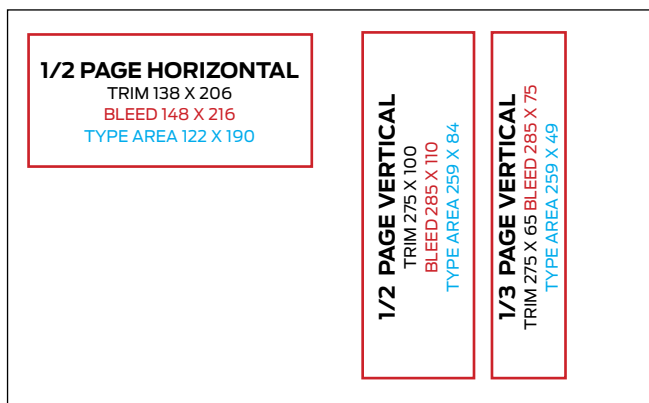 1/2 PAGE HORIZONTAL
TRIM 138 X 206
BLEED 148 X 216
TYPE AREA 122 X 190
1/2 PAGE VERTICAL
TRIM 275 X 100
BLEED 285 X 110
TYPE AREA 259 X 84
1/3 PAGE VERTICAL
TRIM 275 X 65 BLEED 285 X 75
TYPE AREA 259 X 49